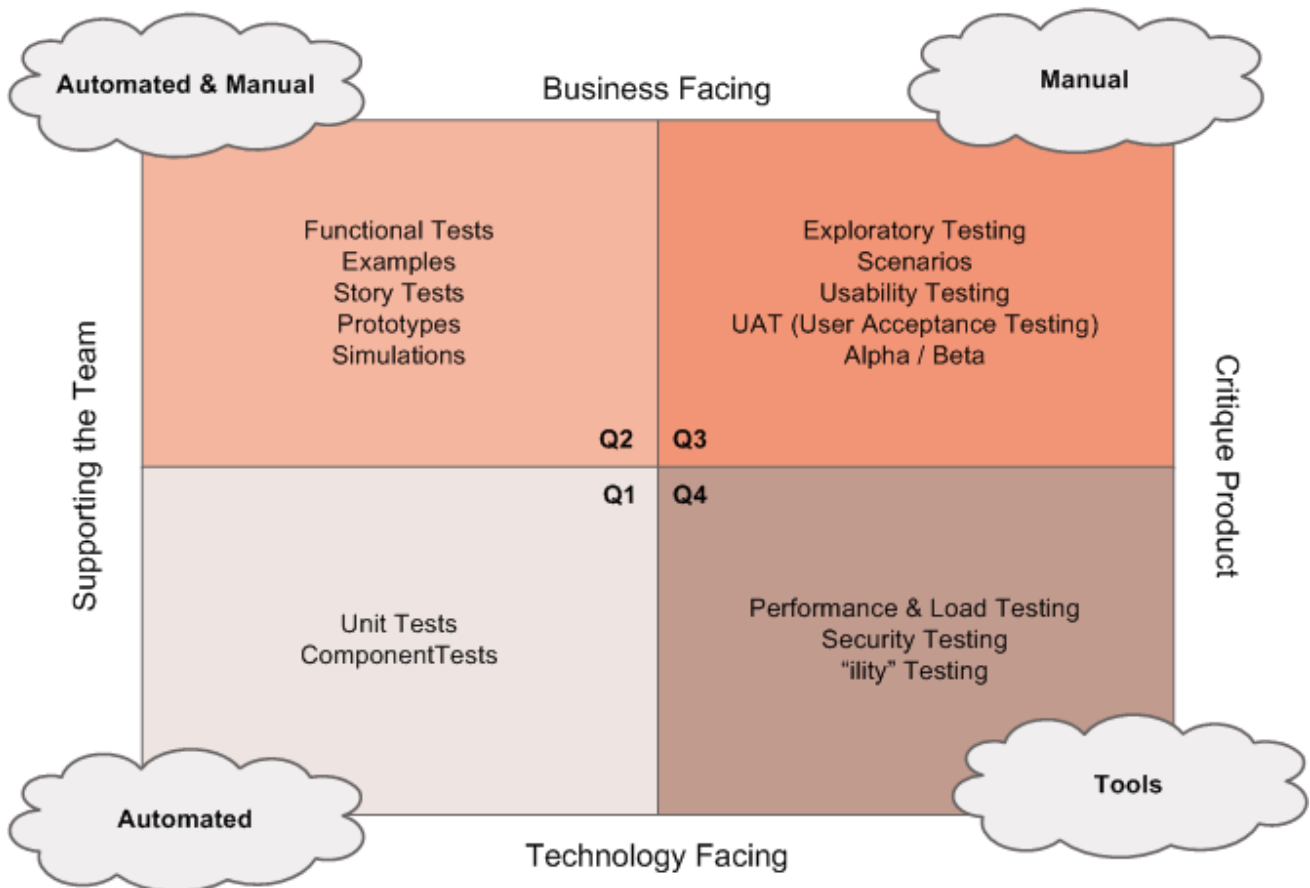 Automated & Manual
Business Facing
Manual
Functional Tests
Examples
Story Tests
Prototypes
Simulations
Q2
Exploratory Testing
Scenarios
Usability Testing
UAT (User Acceptance Testing)
Alpha / Beta
Q3
Supporting the Team
Critique Product
Q1
Unit Tests
ComponentTests
Q4
Performance & Load Testing
Security Testing
“ility” Testing
Automated
Technology Facing
Tools